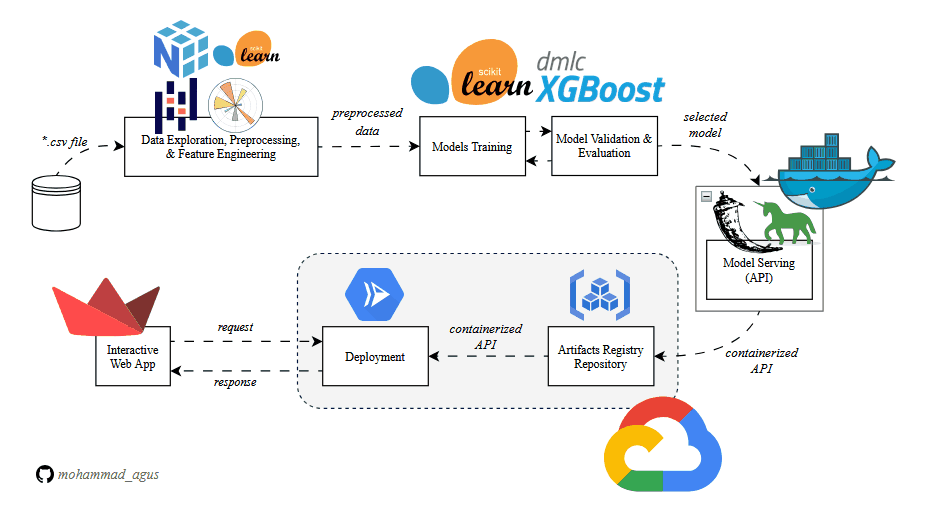 scikit
learn
scikit
learn
dmlc
XGBoost
*.csv file
Data Exploration, Preprocessing,
& Feature Engineering
preprocessed
data
Models Training
Model Validation &
Evaluation
selected
model
Model Serving
(API)
containerized
API
Artifacts Registry
Repository
containerized
API
Deployment
request
response
Interactive
Web App
mohammad_agus